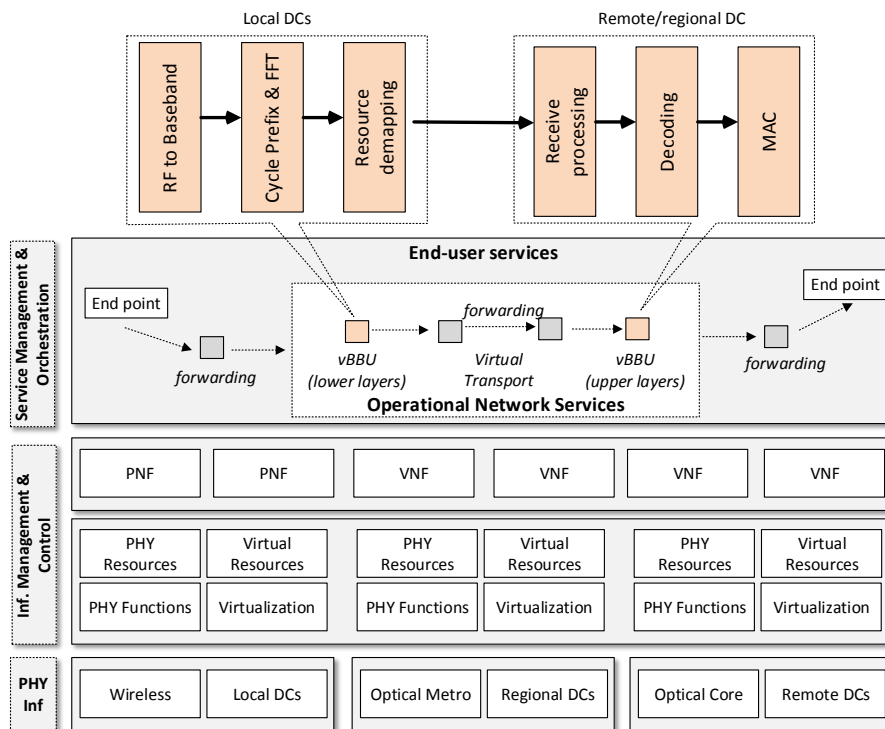 Local DCs
Remote/regional DC
RF to Baseband
Cycle Prefix & FFT
Resource
demapping
Receive
processing
Decoding
MAC
Service Management &
Orchestration
End-user services
End point
forwarding
vBBU
(lower layers)
forwarding
Virtual
Transport
vBBU
(upper layers)
Operational Network Services
forwarding
End point
Inf. Management &
Control
PNF
PNF
VNF
VNF
VNF
VNF
PHY
Resources
Virtual
Resources
PHY
Resources
Virtual
Resources
PHY
Resources
Virtual
Resources
PHY Functions
Virtualization
PHY Functions
Virtualization
PHY Functions
Virtualization
PHY
Inf
Wireless
Local DCs
Optical Metro
Regional DCs
Optical Core
Remote DCs